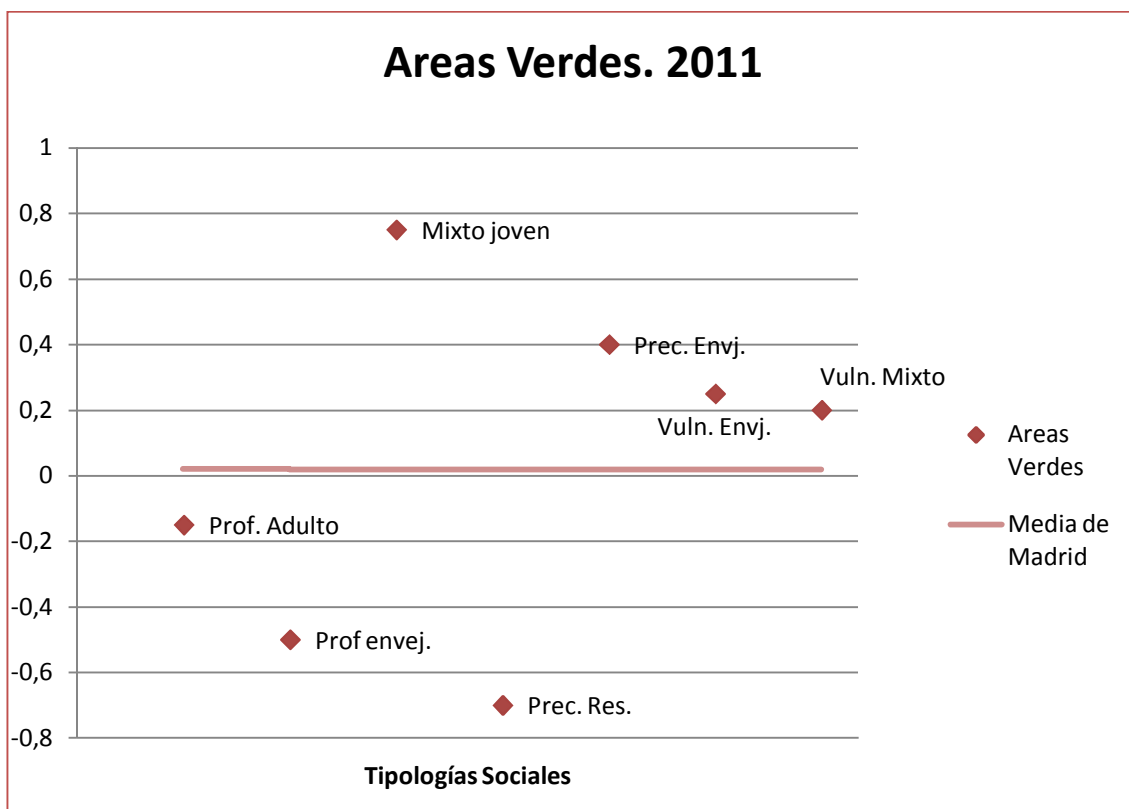 Areas Verdes. 2011
1
0,8
0,6
0,4
0,2
0
-0,2
-0,4
-0,6
-0,8
Mixto joven
Prec. Envj.
Vuln. Mixto
Vuln. Envj.
Prof. Adulto
Prof envej.
Prec. Res.
Tipologías Sociales
Areas
Verdes
Media de
Madrid